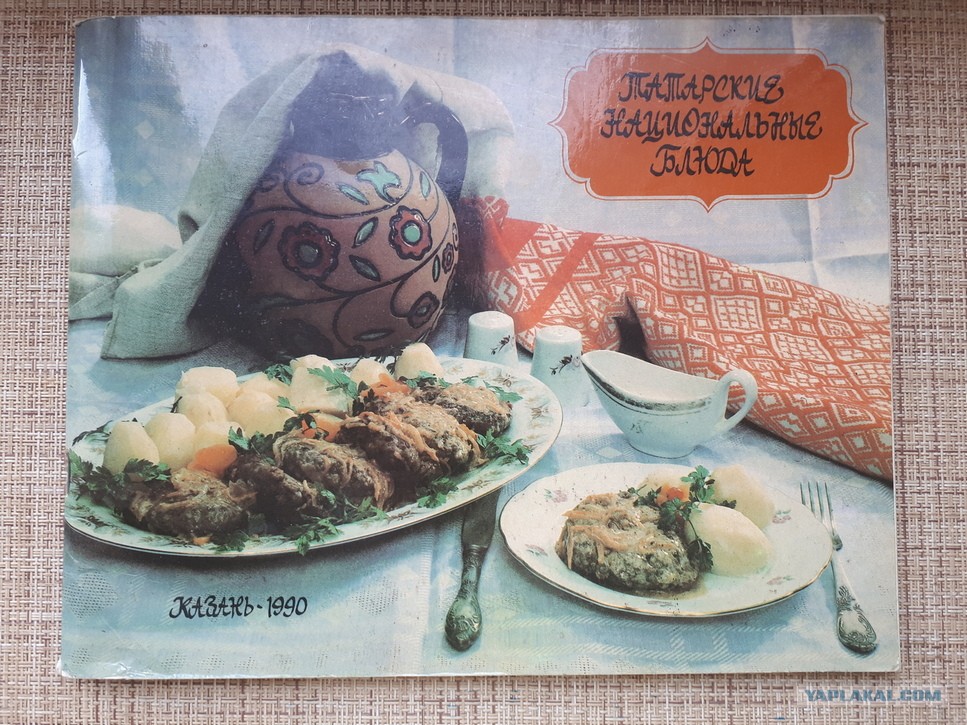 ТАТАРСКИЕ
НАЦИОНАЛЬНЫЕ
БЛЮДА
КАЗАНЬ-1990
YAPLAKAL.COM